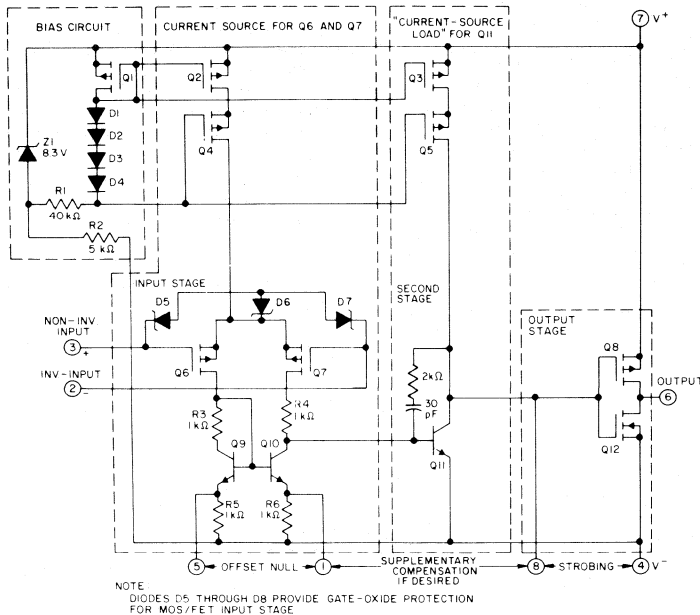 BIAS CIRCUIT
CURRENT SOURCE FOR Q6 AND Q7
"CURRENT-SOURCE
LOAD" FOR Q11
7 V+
Q1
Q2
Q3
D1
D2
D3
D4
Z1
8.3 V
Q4
Q5
R1
40kΩ
R2
5 kΩ
INPUT STAGE
SECOND
STAGE
OUTPUT
STAGE
D5
D6
D7
NON-INV
INPUT
3 +
INV-INPUT
2 -
Q6
Q7
Q8
OUTPUT
6
2kΩ
30
pF
R3
1kΩ
R4
1kΩ
Q9
Q10
Q11
Q12
R5
1kΩ
R6
1kΩ
5 OFFSET NULL 1
SUPPLEMENTARY
COMPENSATION
IF DESIRED
8 STROBING 4 V-
NOTE
DIODES D5 THROUGH D8 PROVIDE GATE-OXIDE PROTECTION
FOR MOS/FET INPUT STAGE